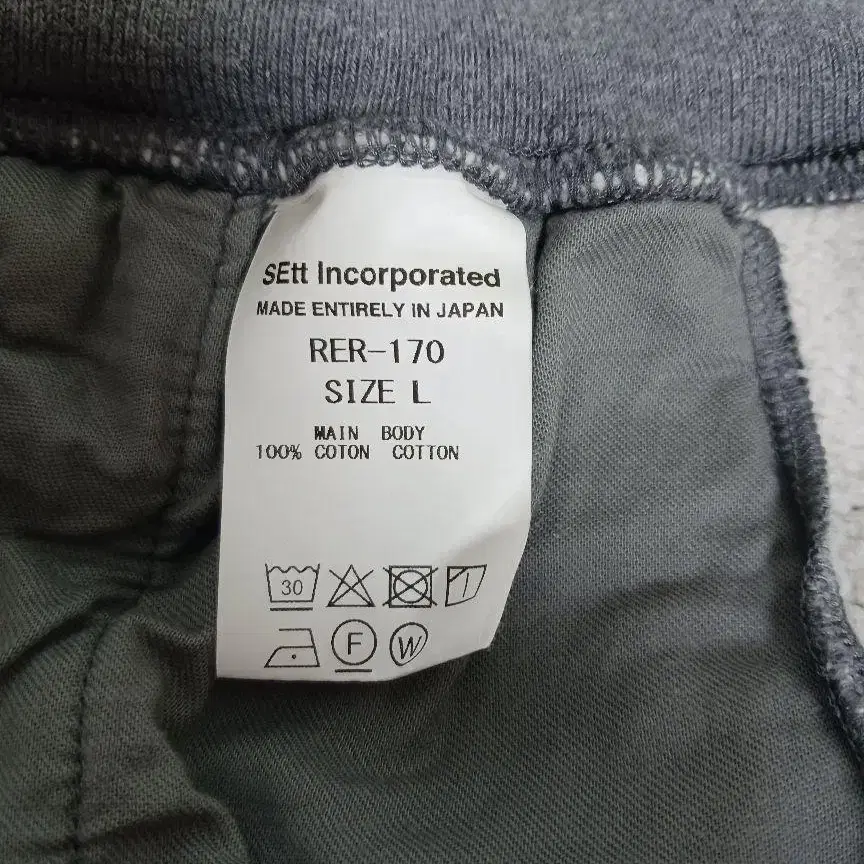 SEtt Incorporated
MADE ENTIRELY IN JAPAN
RER-170
SIZE L
MAIN BODY
100% COTON COTTON
30
F W